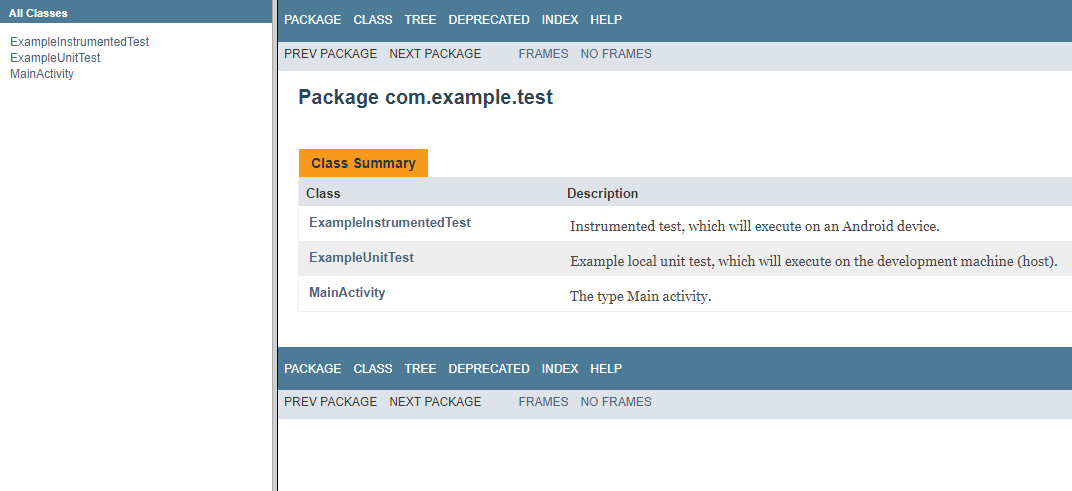 All Classes
ExampleInstrumentedTest
ExampleUnitTest
MainActivity
PACKAGE CLASS TREE DEPRECATED INDEX HELP
PREV PACKAGE NEXT PACKAGE FRAMES NO FRAMES
Package com.example.test
Class Summary
Class Description
ExampleInstrumentedTest Instrumented test, which will execute on an Android device.
ExampleUnitTest Example local unit test, which will execute on the development machine (host).
MainActivity The type Main activity.
PACKAGE CLASS TREE DEPRECATED INDEX HELP
PREV PACKAGE NEXT PACKAGE FRAMES NO FRAMES